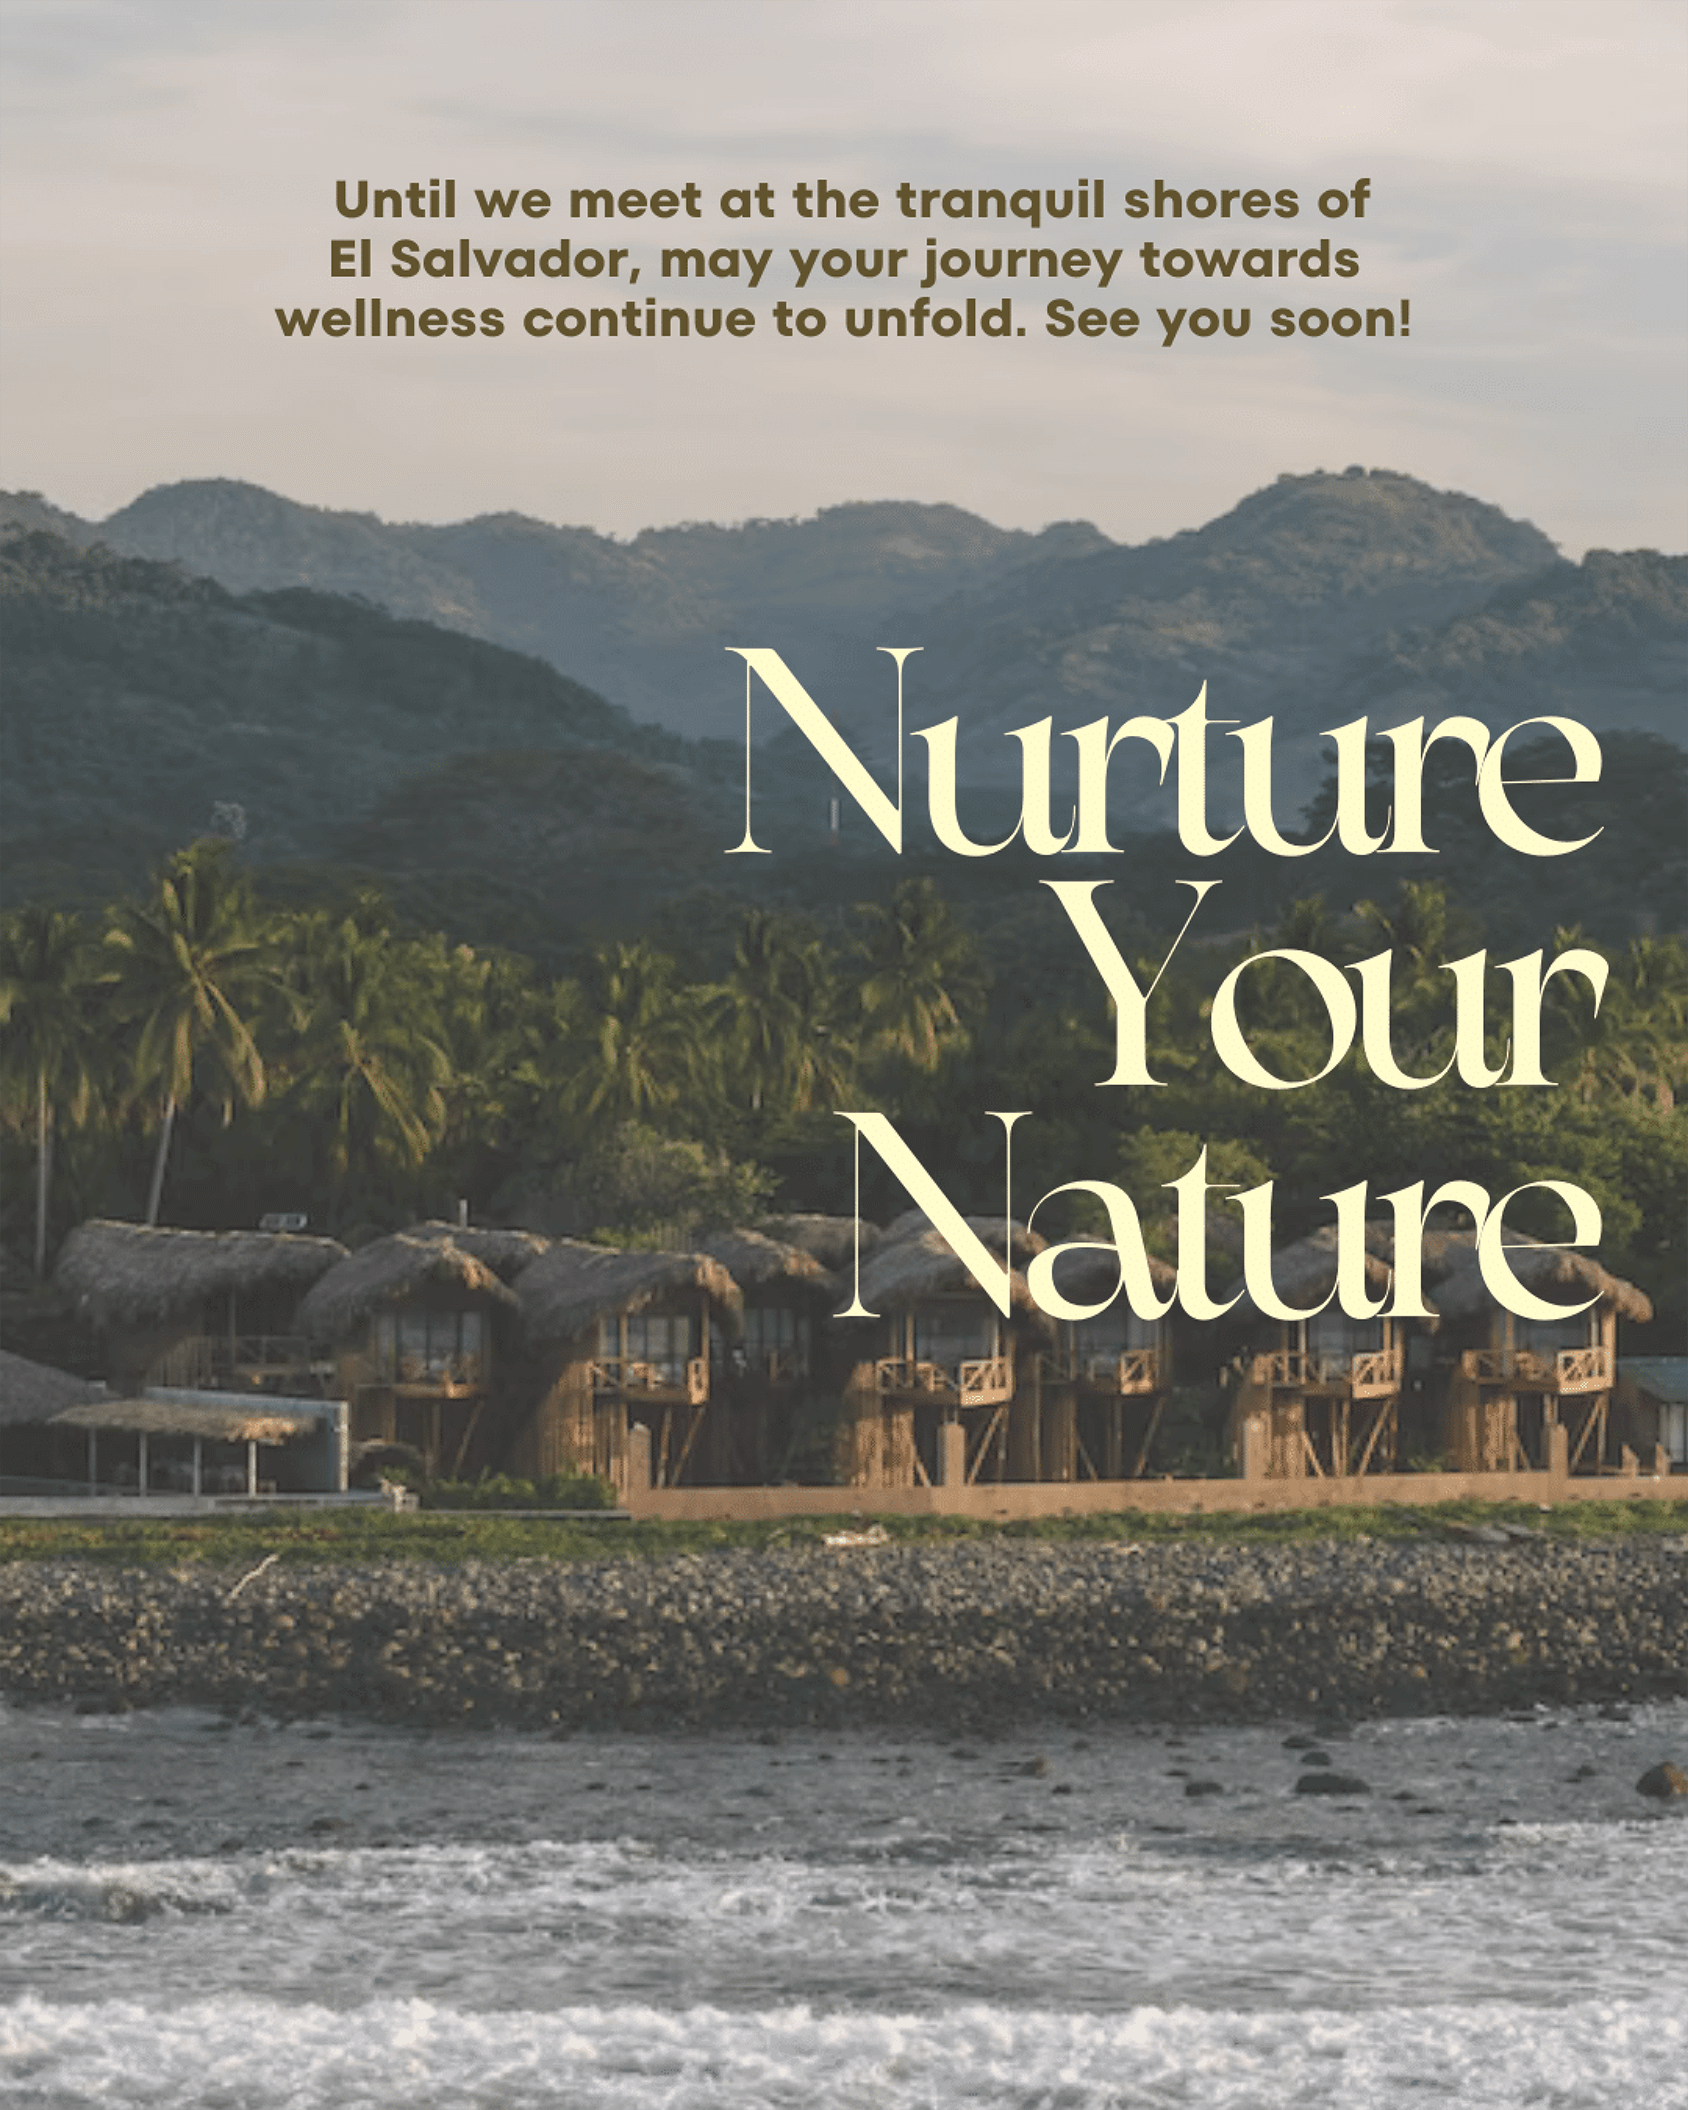 Until we meet at the tranquil shores of
El Salvador, may your journey towards
wellness continue to unfold. See you soon!
Nurture
Your
Nature